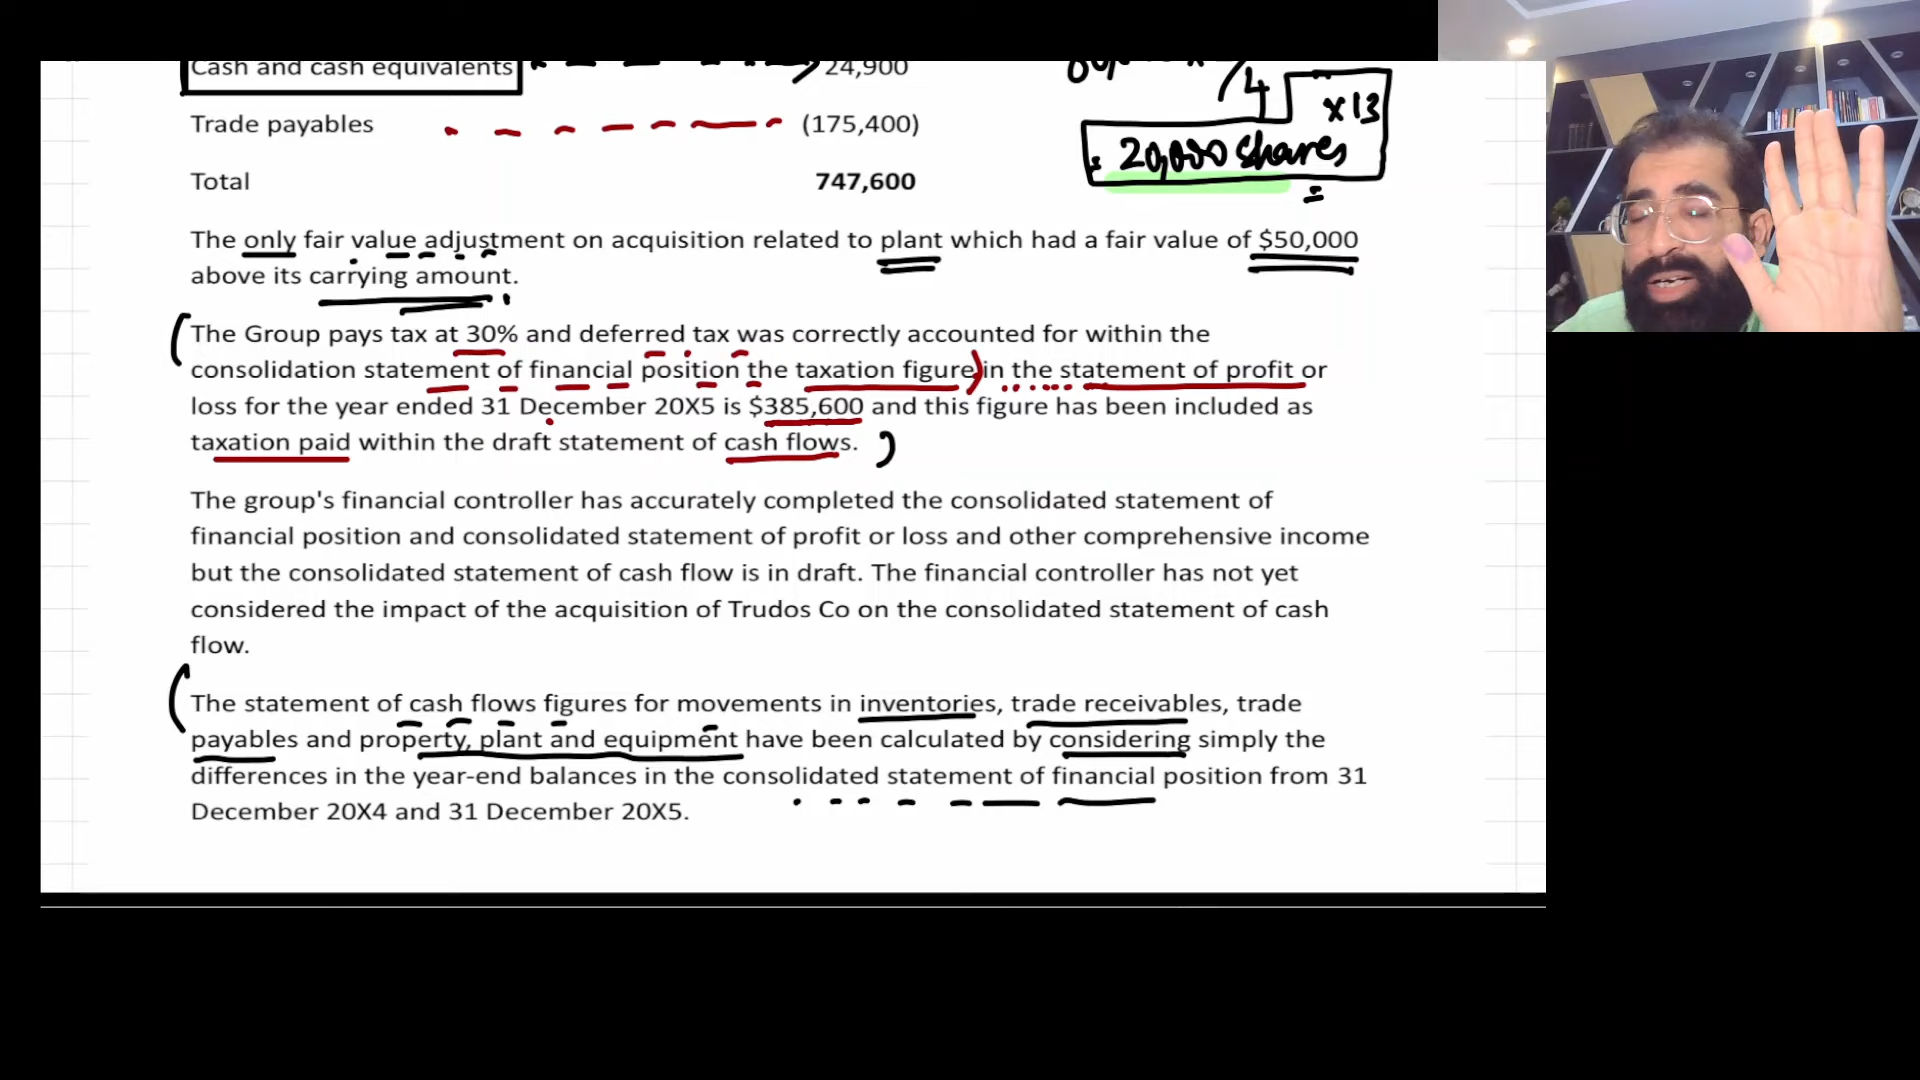 Cash and cash equivalents 24,900
/4
x13
Trade payables (175,400)
= 20,000 shares
Total 747,600
The only fair value adjustment on acquisition related to plant which had a fair value of $50,000
above its carrying amount.
The Group pays tax at 30% and deferred tax was correctly accounted for within the
consolidation statement of financial position the taxation figure in the statement of profit or
loss for the year ended 31 December 20X5 is $385,600 and this figure has been included as
taxation paid within the draft statement of cash flows.
The group's financial controller has accurately completed the consolidated statement of
financial position and consolidated statement of profit or loss and other comprehensive income
but the consolidated statement of cash flow is in draft. The financial controller has not yet
considered the impact of the acquisition of Trudos Co on the consolidated statement of cash
flow.
The statement of cash flows figures for movements in inventories, trade receivables, trade
payables and property, plant and equipment have been calculated by considering simply the
differences in the year-end balances in the consolidated statement of financial position from 31
December 20X4 and 31 December 20X5.